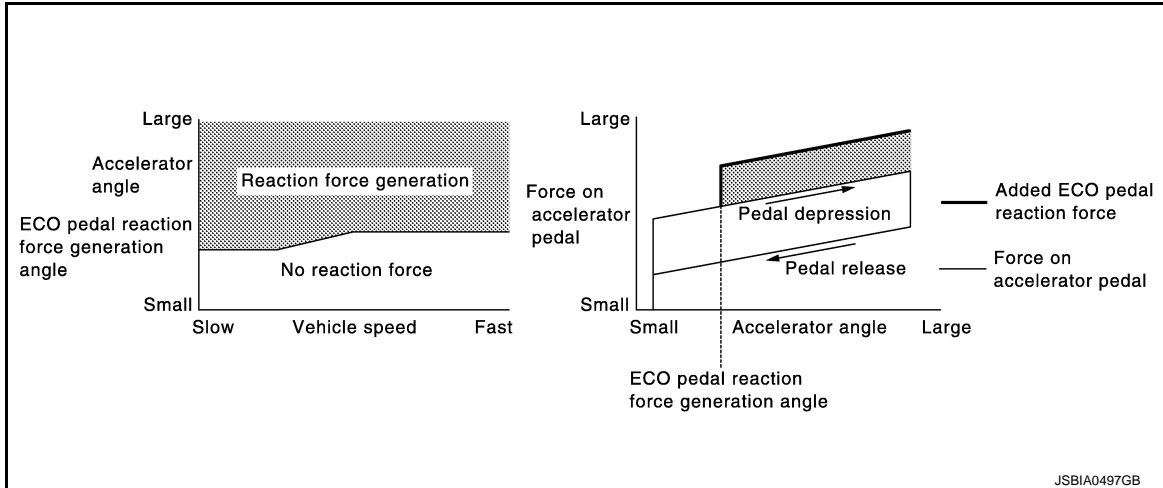 Large
Accelerator
angle
ECO pedal reaction
force generation
angle
Small
Reaction force generation
No reaction force
Slow
Vehicle speed
Fast
Large
Force on
accelerator
pedal
Small
Pedal depression
Pedal release
Small
Accelerator angle
Large
ECO pedal reaction
force generation angle
Added ECO pedal
reaction force
Force on
accelerator pedal
JSBIA0497GB